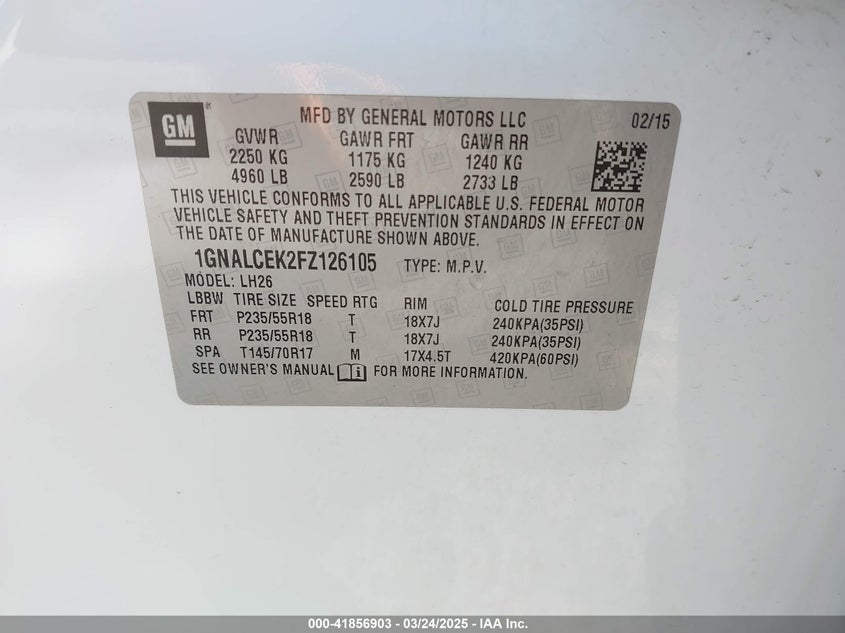 GM ®
MFD BY GENERAL MOTORS LLC 02/15
GVWR GAWR FRT GAWR RR
2250 KG 1175 KG 1240 KG
4960 LB 2590 LB 2733 LB
THIS VEHICLE CONFORMS TO ALL APPLICABLE U.S. FEDERAL MOTOR
VEHICLE SAFETY AND THEFT PREVENTION STANDARDS IN EFFECT ON
THE DATE OF MANUFACTURE SHOWN ABOVE.
1GNALCEK2FZ126105 TYPE: M.P.V.
MODEL: LH26
LBBW TIRE SIZE SPEED RTG RIM COLD TIRE PRESSURE
FRT P235/55R18 T 18X7J 240KPA(35PSI)
RR P235/55R18 T 18X7J 240KPA(35PSI)
SPA T145/70R17 M 17X4.5T 420KPA(60PSI)
SEE OWNER'S MANUAL FOR MORE INFORMATION.
000-41856903 - 03/24/2025 - IAA Inc.